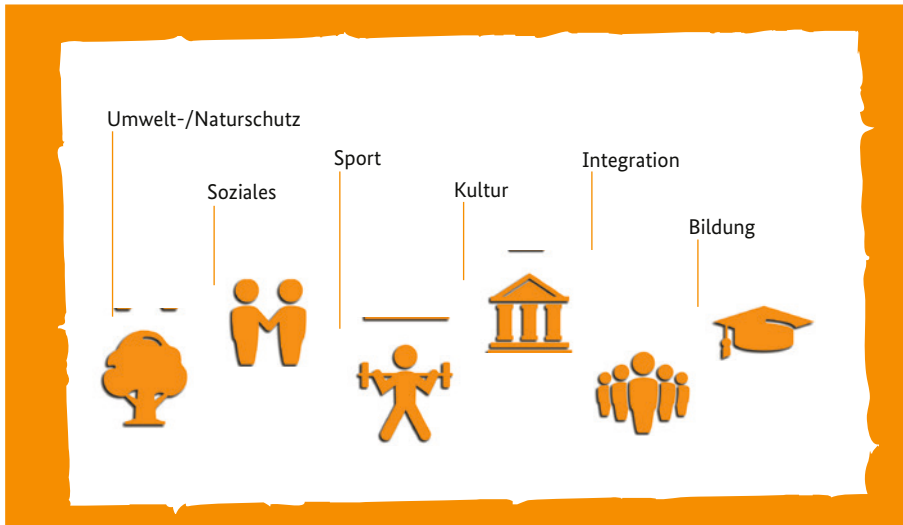 Umwelt-/Naturschutz
Soziales
Sport
Kultur
Integration
Bildung